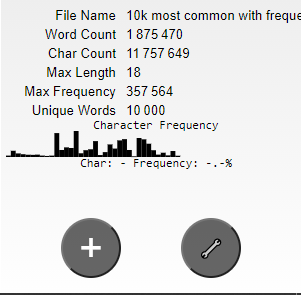 File Name 10k most common with freque
Word Count 1 875 470
Char Count 11 757 649
Max Length 18
Max Frequency 357 564
Unique Words 10 000
Character Frequency
Char: - Frequency: -.-%